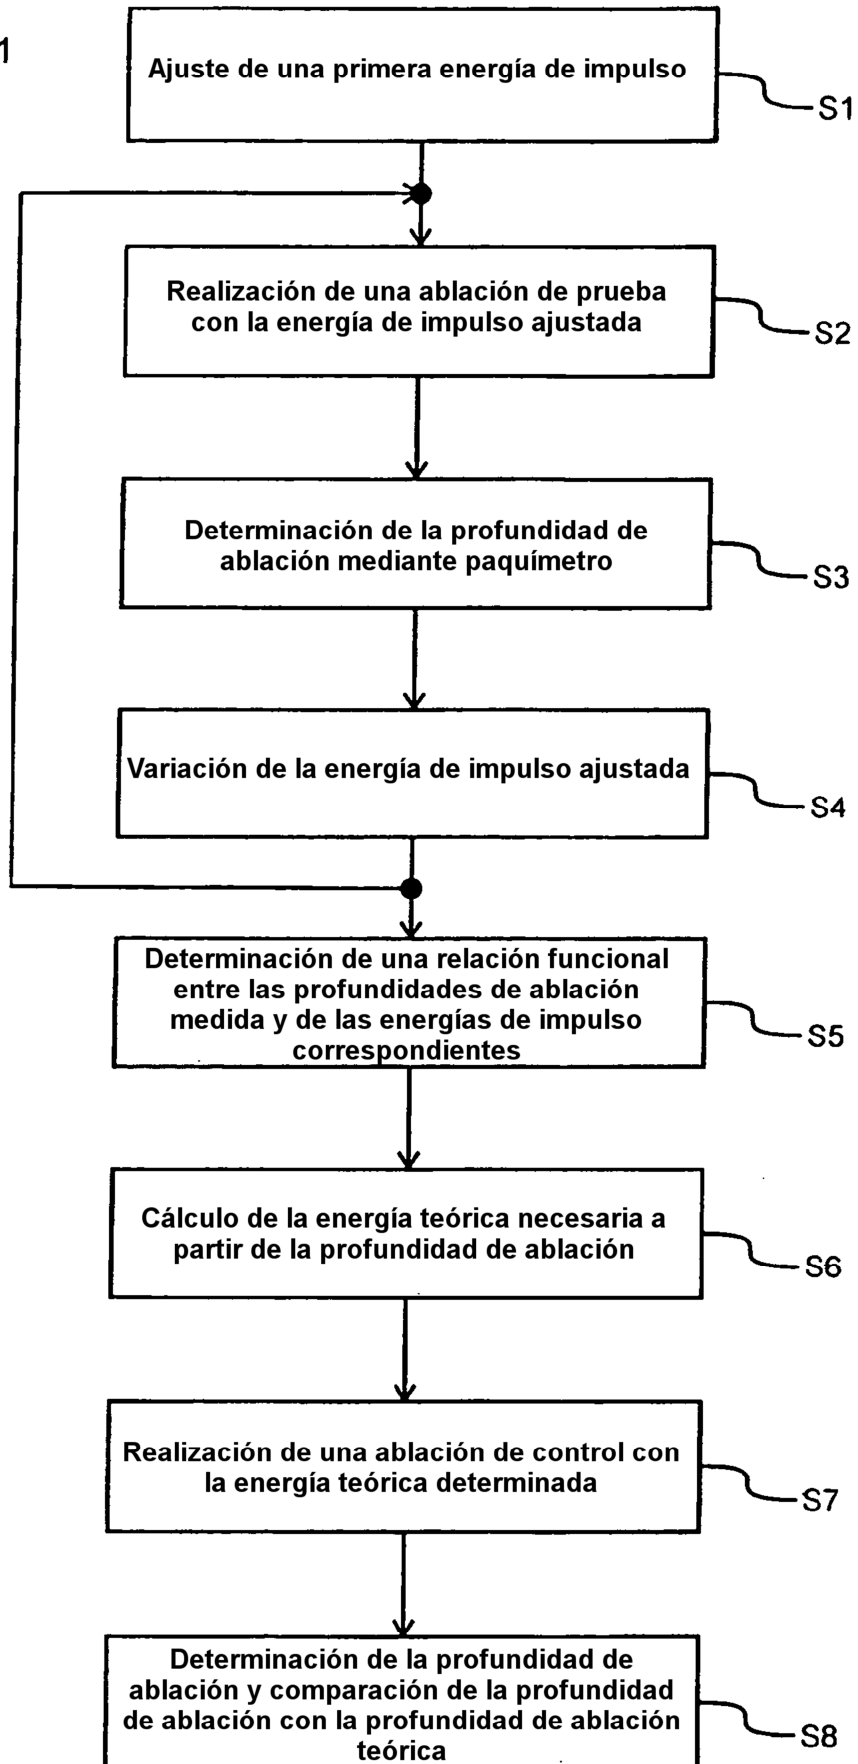 1
Ajuste de una primera energía de impulso
S1
Realización de una ablación de prueba
con la energía de impulso ajustada
S2
Determinación de la profundidad de
ablación mediante paquímetro
S3
Variación de la energía de impulso ajustada
S4
Determinación de una relación funcional
entre las profundidades de ablación
medida y de las energías de impulso
correspondientes
S5
Cálculo de la energía teórica necesaria a
partir de la profundidad de ablación
S6
Realización de una ablación de control con
la energía teórica determinada
S7
Determinación de la profundidad de
ablación y comparación de la profundidad
de ablación con la profundidad de ablación
teórica
S8